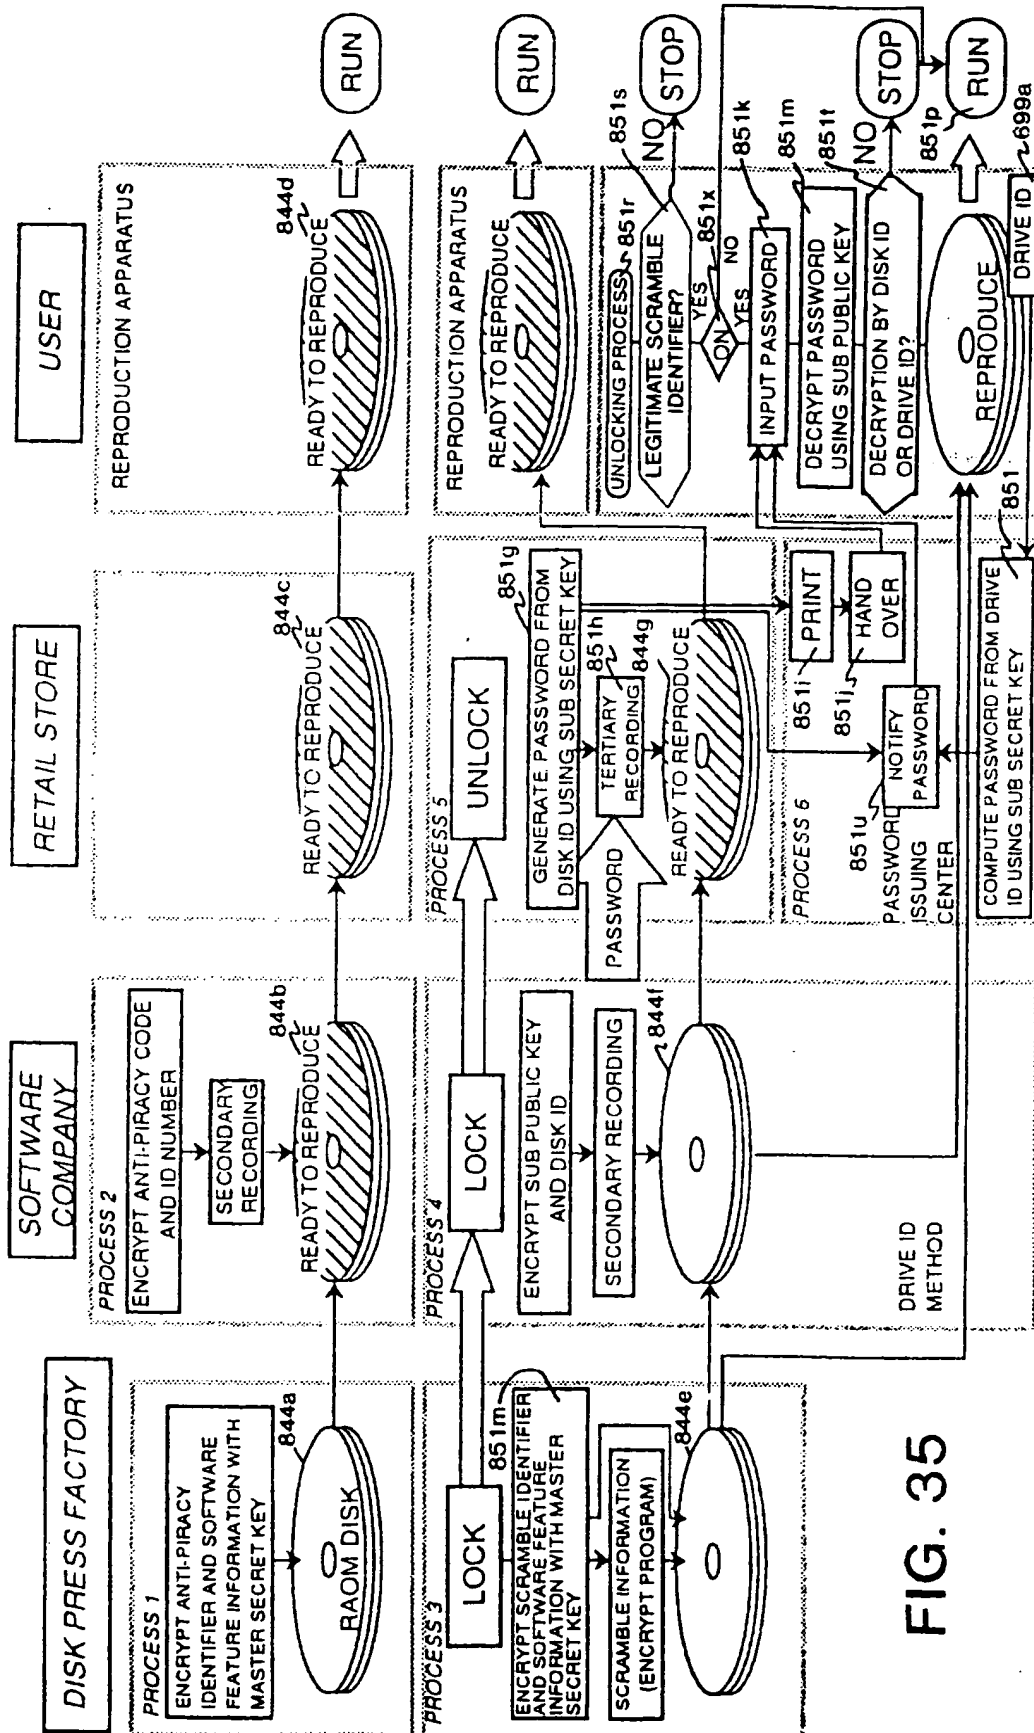 DISK PRESS FACTORY
SOFTWARE
COMPANY
RETAIL STORE
USER
PROCESS 1
ENCRYPT ANTI-PIRACY
IDENTIFIER AND SOFTWARE
FEATURE INFORMATION WITH
MASTER SECRET KEY
844a
RAOM DISK
PROCESS 2
ENCRYPT ANTI-PIRACY CODE
AND ID NUMBER
SECONDARY
RECORDING
844b
READY TO REPRODUCE
844c
READY TO REPRODUCE
REPRODUCTION APPARATUS
844d
READY TO REPRODUCE
RUN
PROCESS 3
LOCK
851m
ENCRYPT SCRAMBLE IDENTIFIER
AND SOFTWARE FEATURE
INFORMATION WITH MASTER
SECRET KEY
SCRAMBLE INFORMATION
(ENCRYPT PROGRAM)
844e
PROCESS 4
LOCK
ENCRYPT SUB PUBLIC KEY
AND DISK ID
SECONDARY RECORDING
844f
DRIVE ID
METHOD
PROCESS 5
UNLOCK
851g
GENERATE PASSWORD FROM
DISK ID USING SUB SECRET KEY
851h
PASSWORD
TERTIARY
RECORDING
844g
READY TO REPRODUCE
REPRODUCTION APPARATUS
READY TO REPRODUCE
RUN
PROCESS 6
851i
PRINT
851j
HAND
OVER
851u
NOTIFY
PASSWORD
PASSWORD
ISSUING
CENTER
851
COMPUTE PASSWORD FROM DRIVE
ID USING SUB SECRET KEY
UNLOCKING PROCESS
851r
LEGITIMATE SCRAMBLE
IDENTIFIER?
851s
NO
STOP
YES
ON
851x
NO
YES
INPUT PASSWORD
851k
DECRYPT PASSWORD
USING SUB PUBLIC KEY
851m
DECRYPTION BY DISK ID
OR DRIVE ID?
851t
NO
STOP
REPRODUCE
851p
RUN
DRIVE ID
699a
FIG. 35